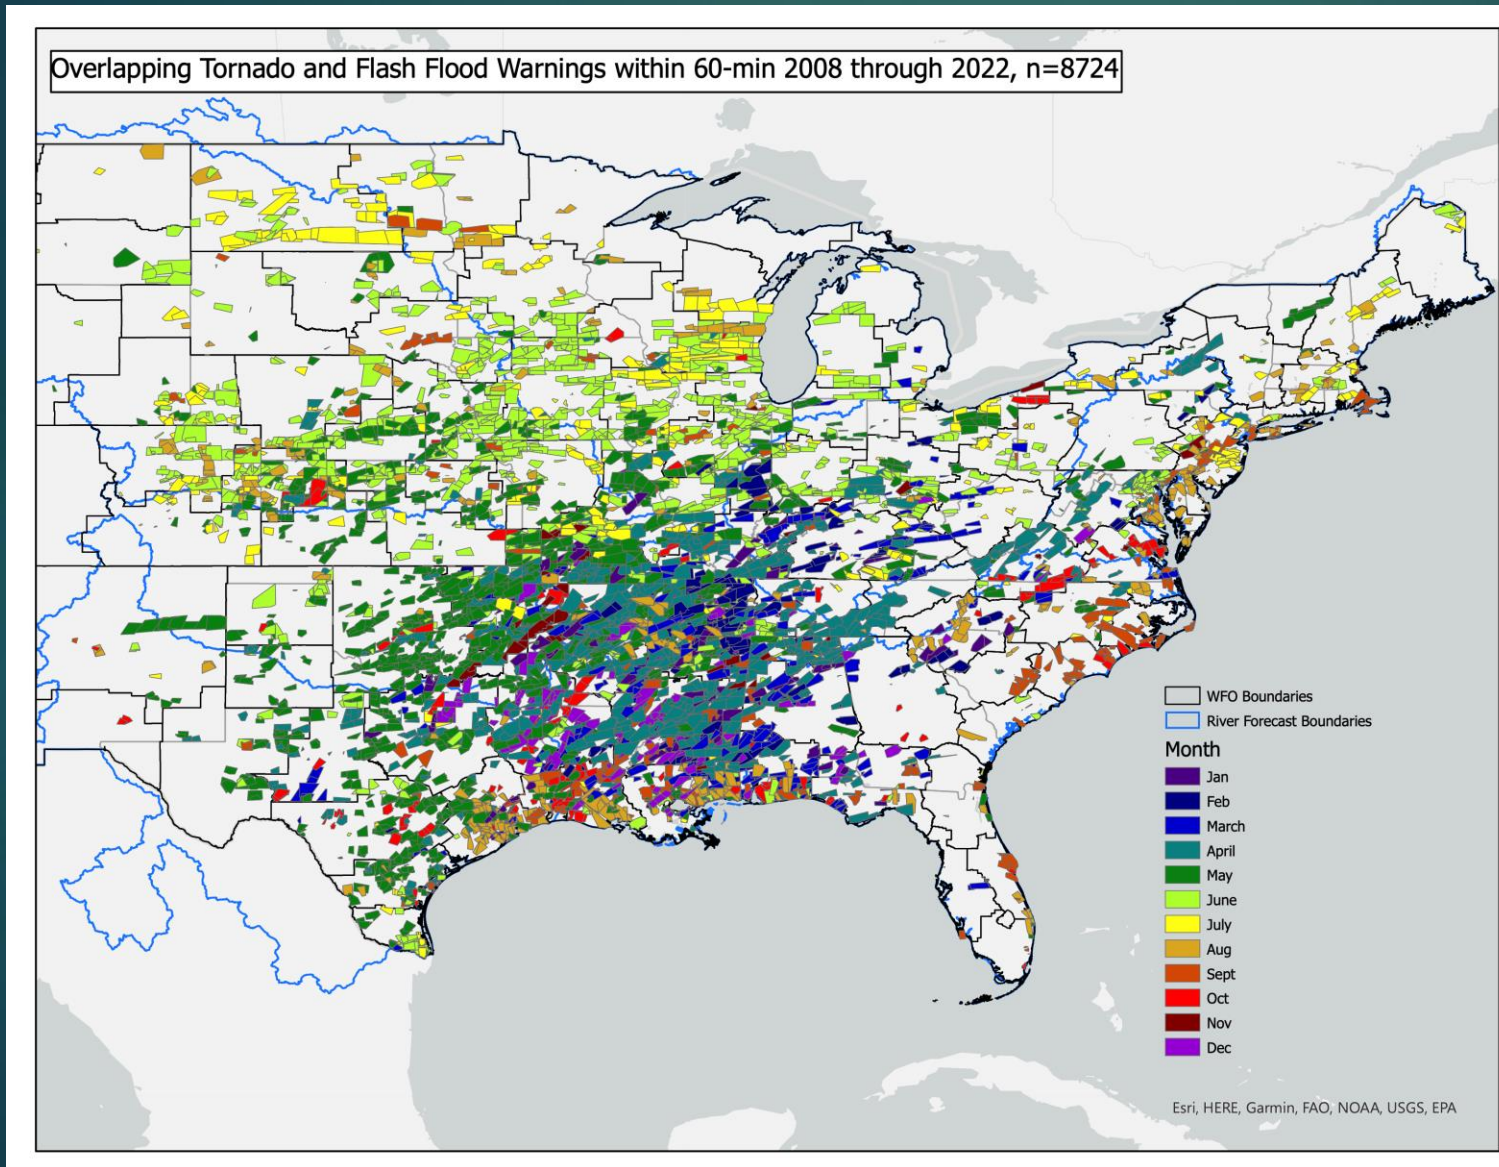 Overlapping Tornado and Flash Flood Warnings within 60-min 2008 through 2022, n=8724
WFO Boundaries
River Forecast Boundaries
Month
Jan
Feb
March
April
May
June
July
Aug
Sept
Oct
Nov
Dec
Esri, HERE, Garmin, FAO, NOAA, USGS, EPA